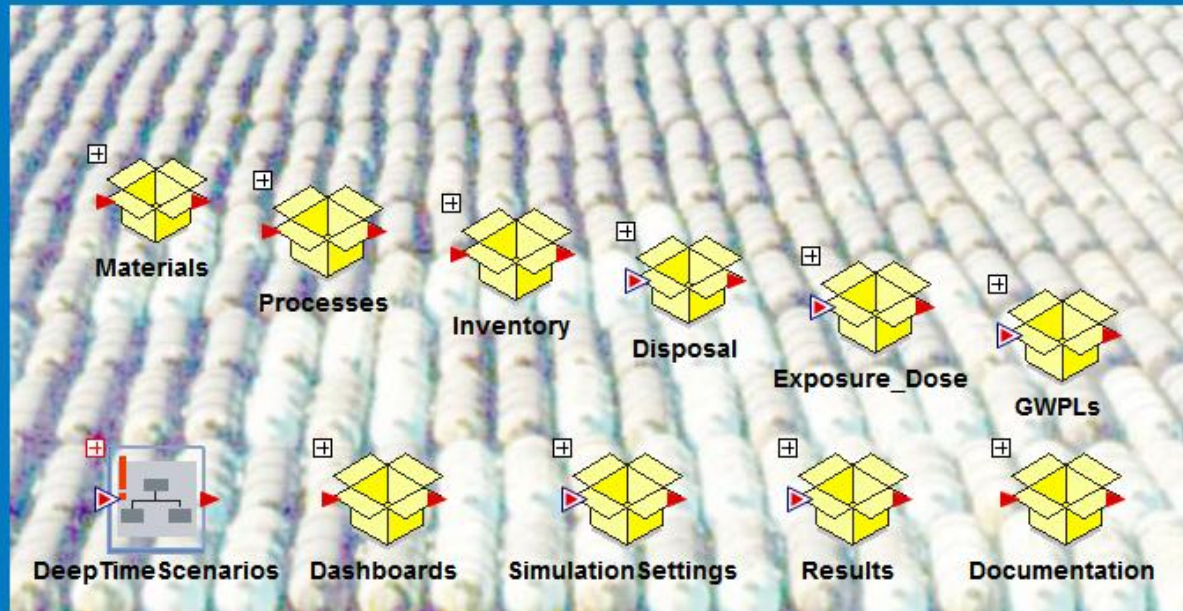 Materials
Processes
Inventory
Disposal
Exposure_Dose
GWPLs
DeepTimeScenarios
Dashboards
SimulationSettings
Results
Documentation